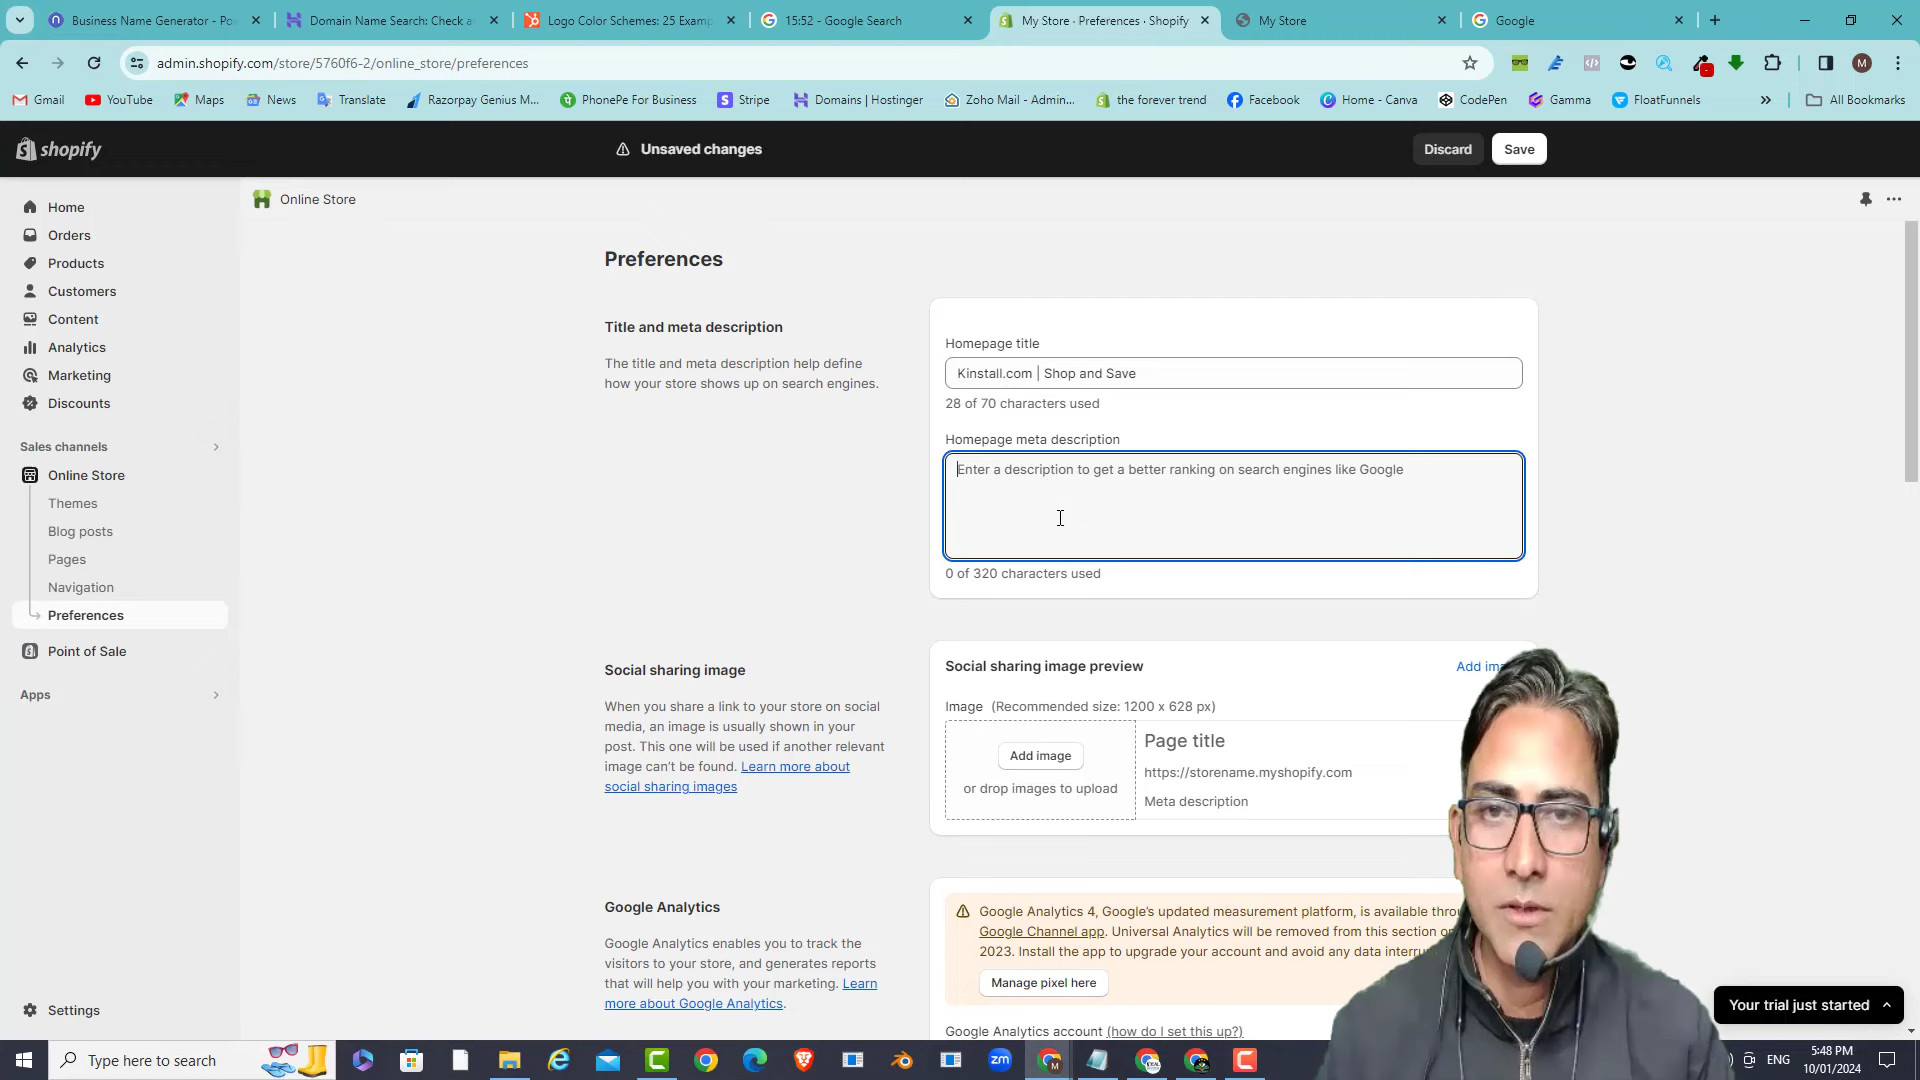 Business Name Generator - Po
Domain Name Search: Check a
Logo Color Schemes: 25 Examp
15:52 - Google Search
My Store · Preferences · Shopify
My Store
Google
admin.shopify.com/store/5760f6-2/online_store/preferences
M
Gmail
YouTube
Maps
News
Translate
Razorpay Genius M...
PhonePe For Business
Stripe
Domains | Hostinger
Zoho Mail - Admin...
the forever trend
Facebook
Home - Canva
CodePen
Gamma
FloatFunnels
All Bookmarks
shopify
Unsaved changes
Discard
Save
Home
Orders
Products
Customers
Content
Analytics
Marketing
Discounts
Sales channels
Online Store
Themes
Blog posts
Pages
Navigation
Preferences
Point of Sale
Apps
Settings
Online Store
Preferences
Title and meta description
The title and meta description help define
how your store shows up on search engines.
Homepage title
Kinstall.com | Shop and Save
28 of 70 characters used
Homepage meta description
Enter a description to get a better ranking on search engines like Google
0 of 320 characters used
Social sharing image
When you share a link to your store on social
media, an image is usually shown in your
post. This one will be used if another relevant
image can't be found. Learn more about
social sharing images
Social sharing image preview
Add im
Image (Recommended size: 1200 x 628 px)
Add image
or drop images to upload
Page title
https://storename.myshopify.com
Meta description
Google Analytics
Google Analytics enables you to track the
visitors to your store, and generates reports
that will help you with your marketing. Learn
more about Google Analytics.
Google Analytics 4, Google's updated measurement platform, is available thro
Google Channel app. Universal Analytics will be removed from this section on
2023. Install the app to upgrade your account and avoid any data interru
Manage pixel here
Google Analytics account (how do I set this up?)
Your trial just started
Type here to search
zm
ENG
5:48 PM
10/01/2024